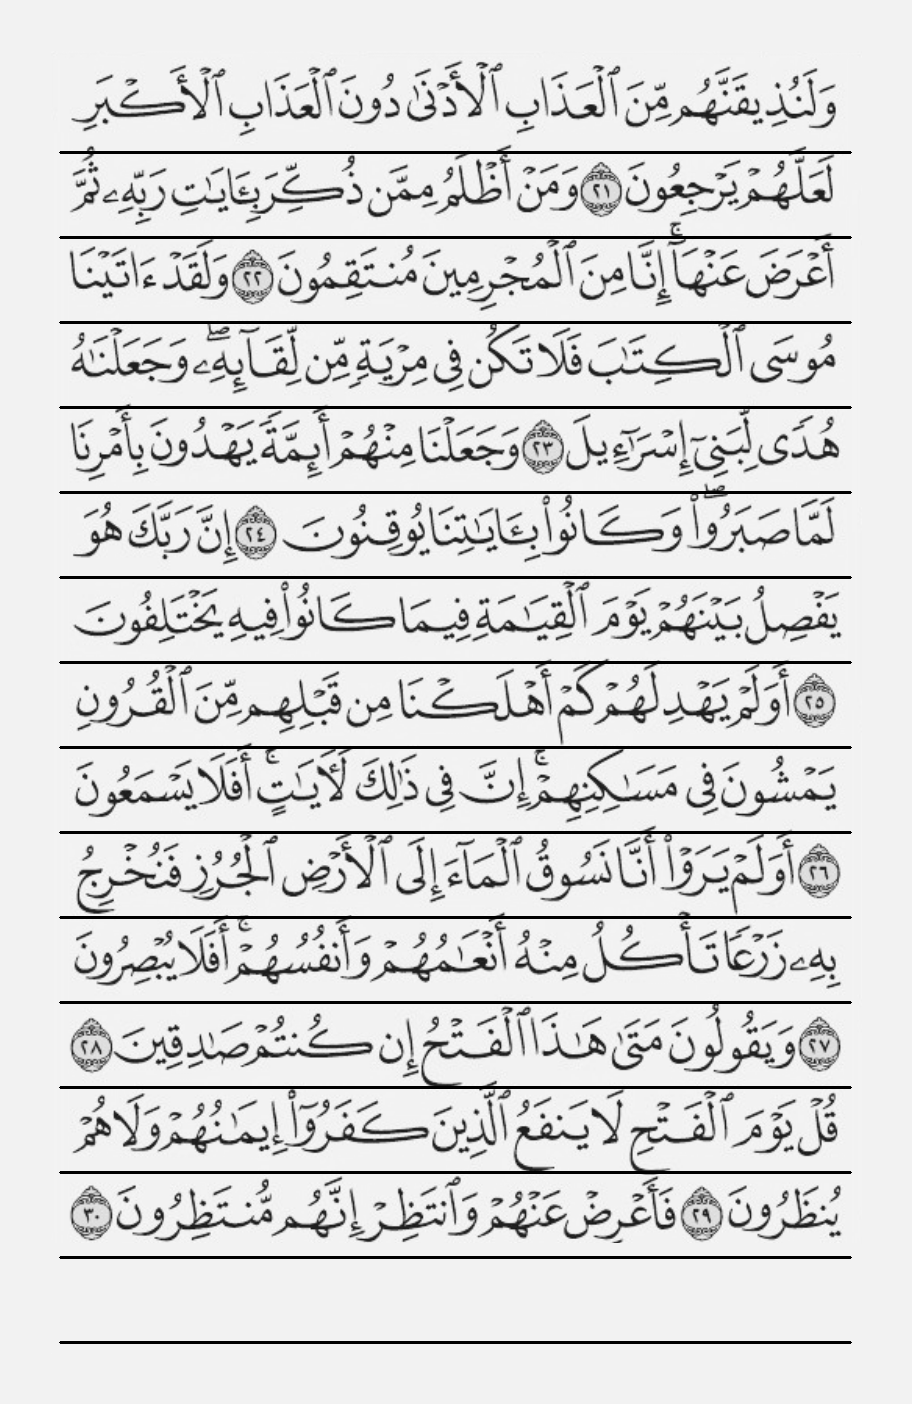 وَلَنُذِيقَنَّهُم مِّنَ ٱلْعَذَابِ ٱلْأَدْنَىٰ دُونَ ٱلْعَذَابِ ٱلْأَكْبَرِ
لَعَلَّهُمْ يَرْجِعُونَ ٢١ وَمَنْ أَظْلَمُ مِمَّن ذُكِّرَ بِـَٔايَـٰتِ رَبِّهِۦ ثُمَّ
أَعْرَضَ عَنْهَآ ۚ إِنَّا مِنَ ٱلْمُجْرِمِينَ مُنتَقِمُونَ ٢٢ وَلَقَدْ ءَاتَيْنَا
مُوسَى ٱلْكِتَـٰبَ فَلَا تَكُن فِى مِرْيَةٍ مِّن لِّقَآئِهِۦ ۖ وَجَعَلْنَـٰهُ
هُدًى لِّبَنِىٓ إِسْرَٰٓءِيلَ ٢٣ وَجَعَلْنَا مِنْهُمْ أَئِمَّةً يَهْدُونَ بِأَمْرِنَا
لَمَّا صَبَرُوا۟ ۖ وَكَانُوا۟ بِـَٔايَـٰتِنَا يُوقِنُونَ ٢٤ إِنَّ رَبَّكَ هُوَ
يَفْصِلُ بَيْنَهُمْ يَوْمَ ٱلْقِيَـٰمَةِ فِيمَا كَانُوا۟ فِيهِ يَخْتَلِفُونَ
٢٥ أَوَلَمْ يَهْدِ لَهُمْ كَمْ أَهْلَكْنَا مِن قَبْلِهِم مِّنَ ٱلْقُرُونِ
يَمْشُونَ فِى مَسَـٰكِنِهِمْ ۚ إِنَّ فِى ذَٰلِكَ لَـَٔايَـٰتٍ ۚ أَفَلَا يَسْمَعُونَ
٢٦ أَوَلَمْ يَرَوْا۟ أَنَّا نَسُوقُ ٱلْمَآءَ إِلَى ٱلْأَرْضِ ٱلْجُرُزِ فَنُخْرِجُ
بِهِۦ زَرْعًا تَأْكُلُ مِنْهُ أَنْعَـٰمُهُمْ وَأَنفُسُهُمْ ۚ أَفَلَا يُبْصِرُونَ
٢٧ وَيَقُولُونَ مَتَىٰ هَـٰذَا ٱلْفَتْحُ إِن كُنتُمْ صَـٰدِقِينَ ٢٨
قُلْ يَوْمَ ٱلْفَتْحِ لَا يَنفَعُ ٱلَّذِينَ كَفَرُوٓا۟ إِيمَـٰنُهُمْ وَلَا هُمْ
يُنظَرُونَ ٢٩ فَأَعْرِضْ عَنْهُمْ وَٱنتَظِرْ إِنَّهُم مُّنتَظِرُونَ ٣٠